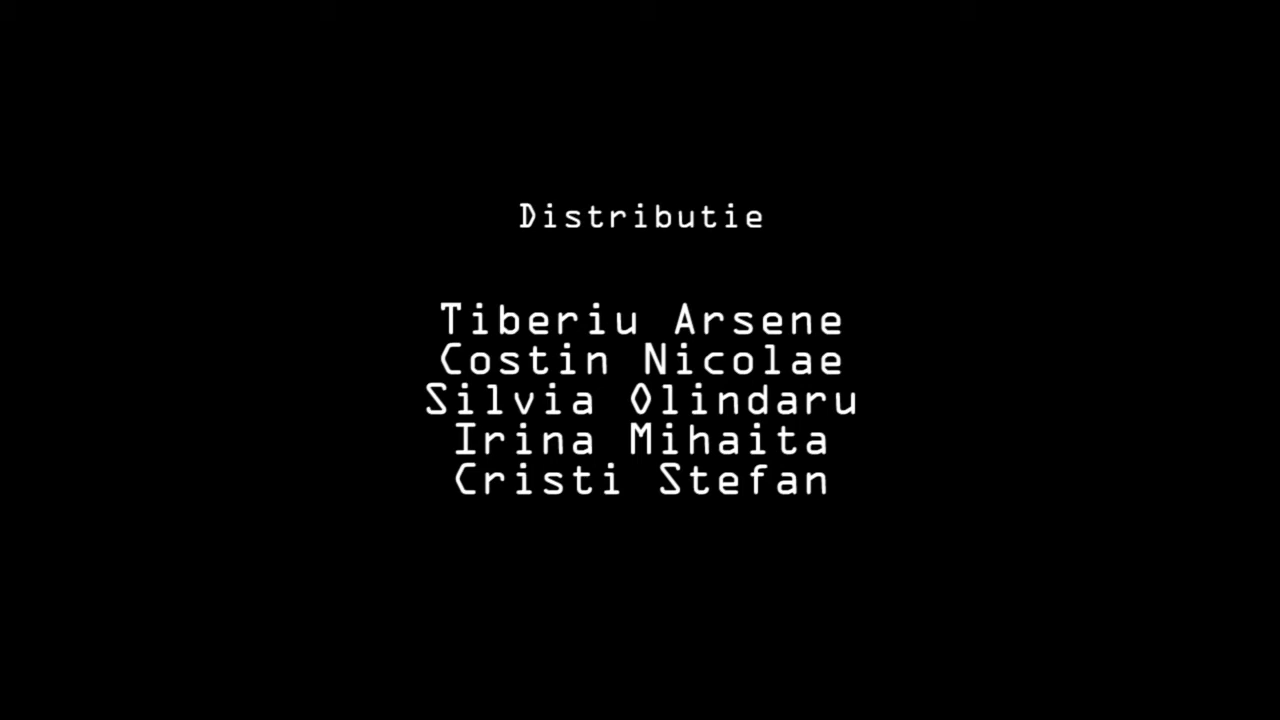 Distributie
Tiberiu Arsene
Costin Nicolae
Silvia Olindaru
Irina Mihaita
Cristi Stefan